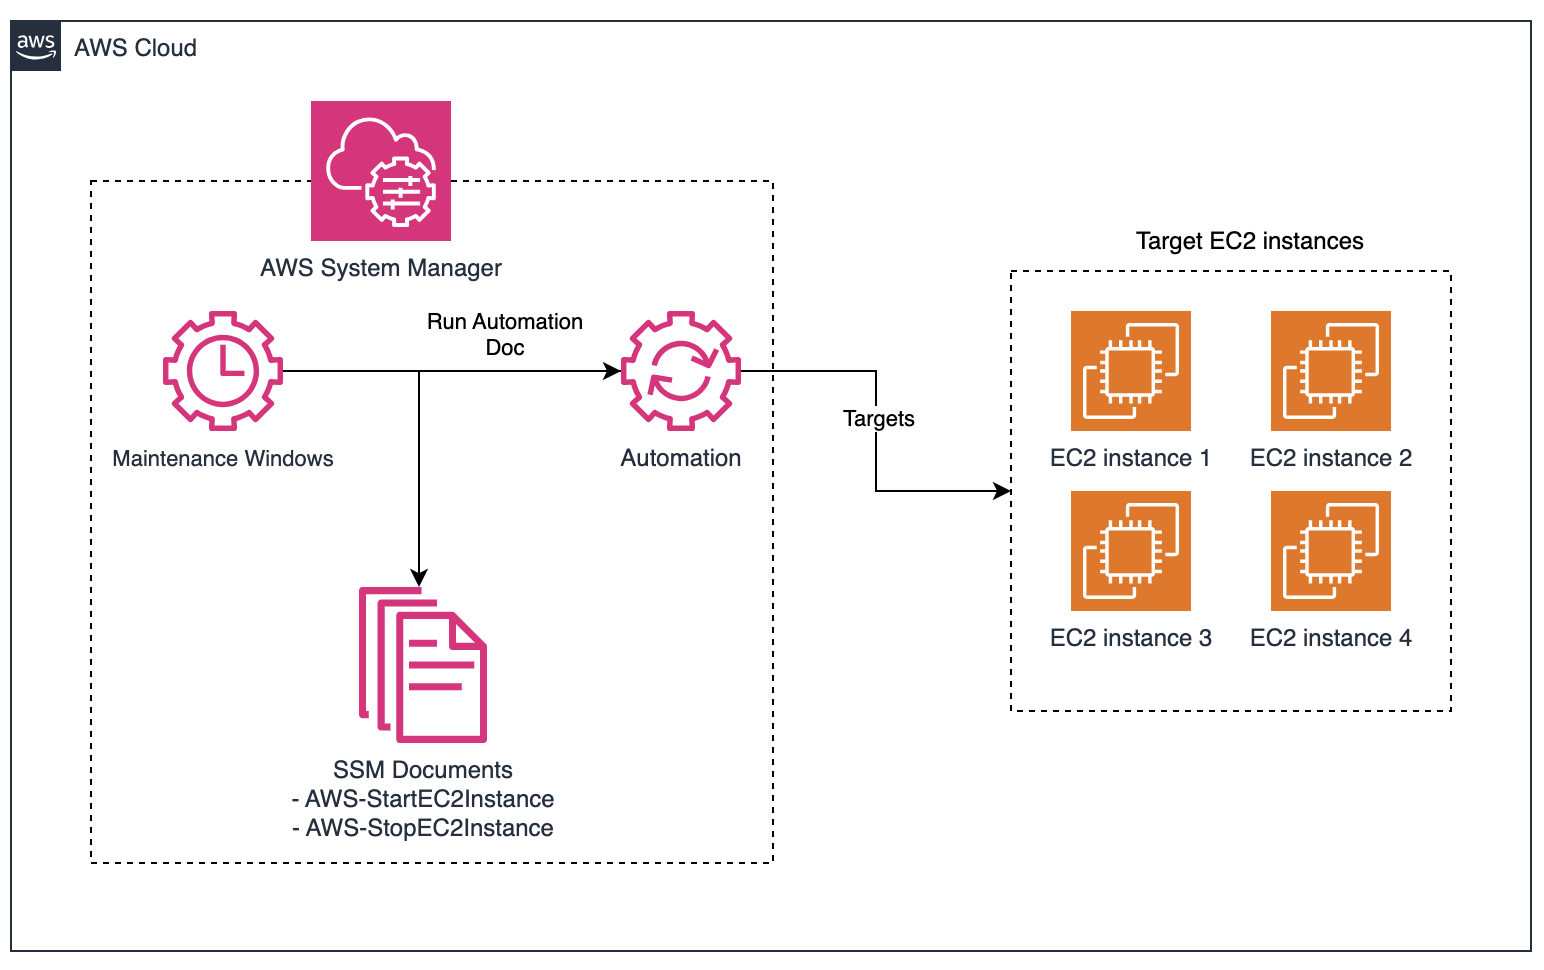 aws
AWS Cloud
AWS System Manager
Run Automation
Doc
Maintenance Windows
Automation
Targets
SSM Documents
- AWS-StartEC2Instance
- AWS-StopEC2Instance
Target EC2 instances
EC2 instance 1
EC2 instance 2
EC2 instance 3
EC2 instance 4